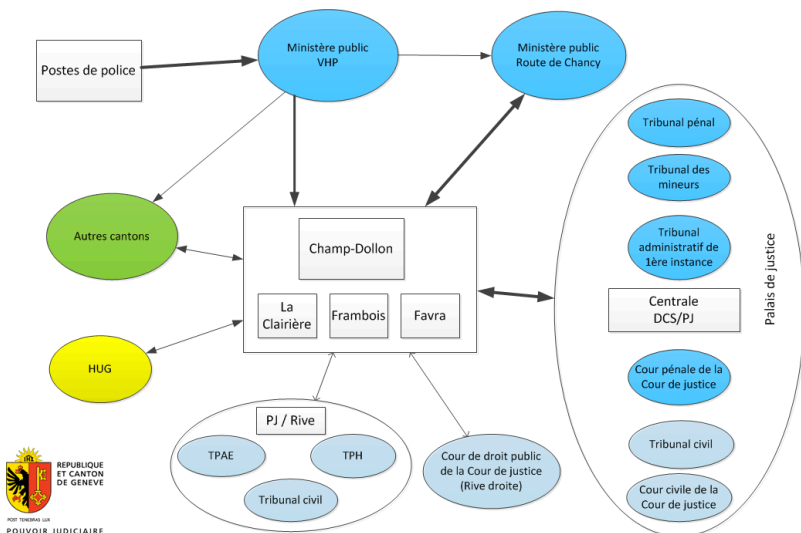 Postes de police
Ministère public
VHP
Ministère public
Route de Chancy
Autres cantons
HUG
Champ-Dollon
La
Clairière
Frambois
Favra
PJ / Rive
TPAE
TPH
Tribunal civil
Cour de droit public
de la Cour de justice
(Rive droite)
Tribunal pénal
Tribunal des
mineurs
Tribunal
administratif de
1ère instance
Centrale
DCS/PJ
Cour pénale de la
Cour de justice
Tribunal civil
Cour civile de la
Cour de justice
Palais de justice
REPUBLIQUE
ET CANTON
DE GENEVE
POST TENEBRAS LUX
POUVOIR JUDICIAIRE